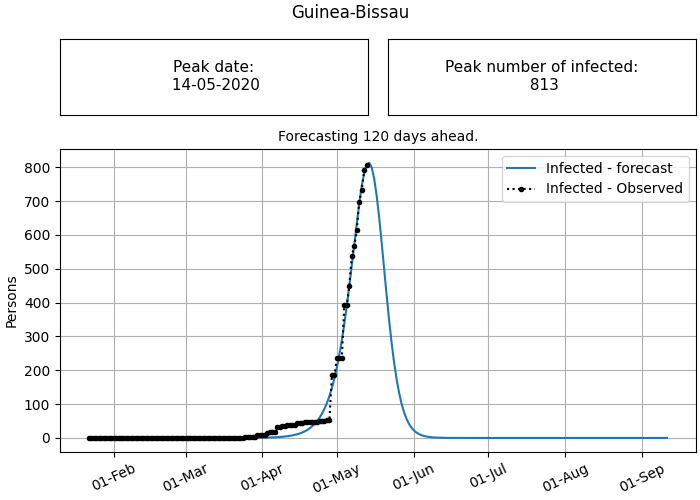 Guinea-Bissau
Peak date:
14-05-2020
Peak number of infected:
813
Forecasting 120 days ahead.
Infected - forecast
Infected - Observed
Persons
800
700
600
500
400
300
200
100
0
01-Feb
01-Mar
01-Apr
01-May
01-Jun
01-Jul
01-Aug
01-Sep